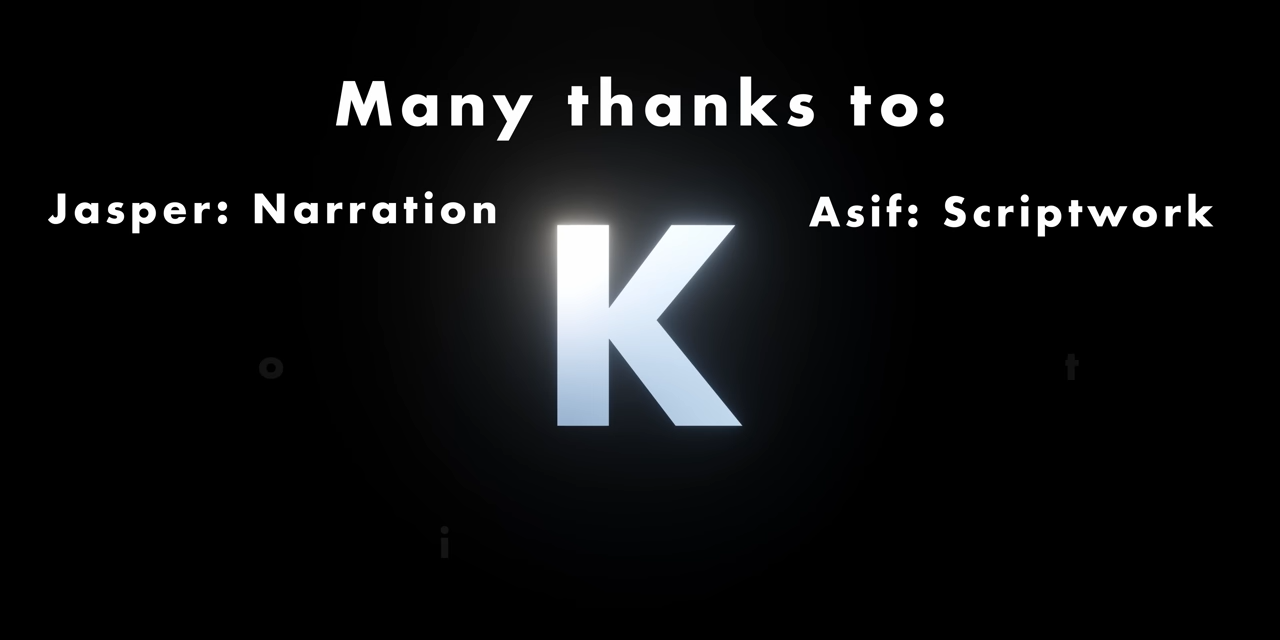 Many thanks to:
Jasper: Narration
Asif: Scriptwork
K
o
t
i